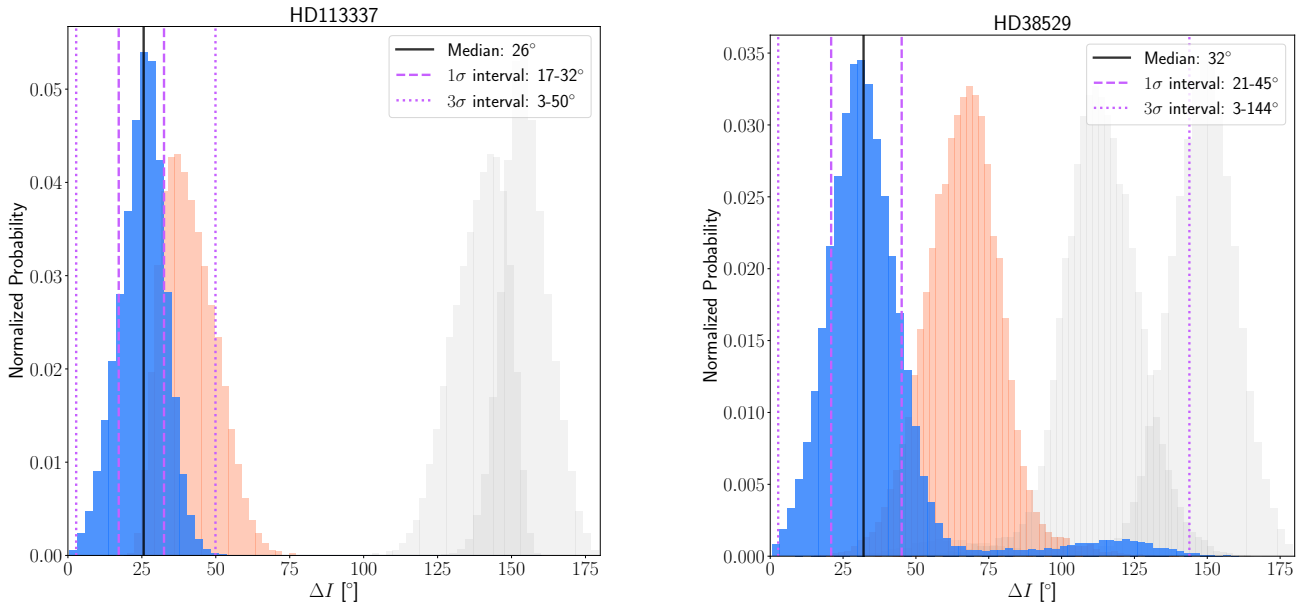 HD113337
Median: 26°
1σ interval: 17-32°
3σ interval: 3-50°
Normalized Probability
0.05
0.04
0.03
0.02
0.01
0.00
0 25 50 75 100 125 150 175
ΔI [°]
HD38529
Median: 32°
1σ interval: 21-45°
3σ interval: 3-144°
Normalized Probability
0.035
0.030
0.025
0.020
0.015
0.010
0.005
0.000
0 25 50 75 100 125 150 175
ΔI [°]